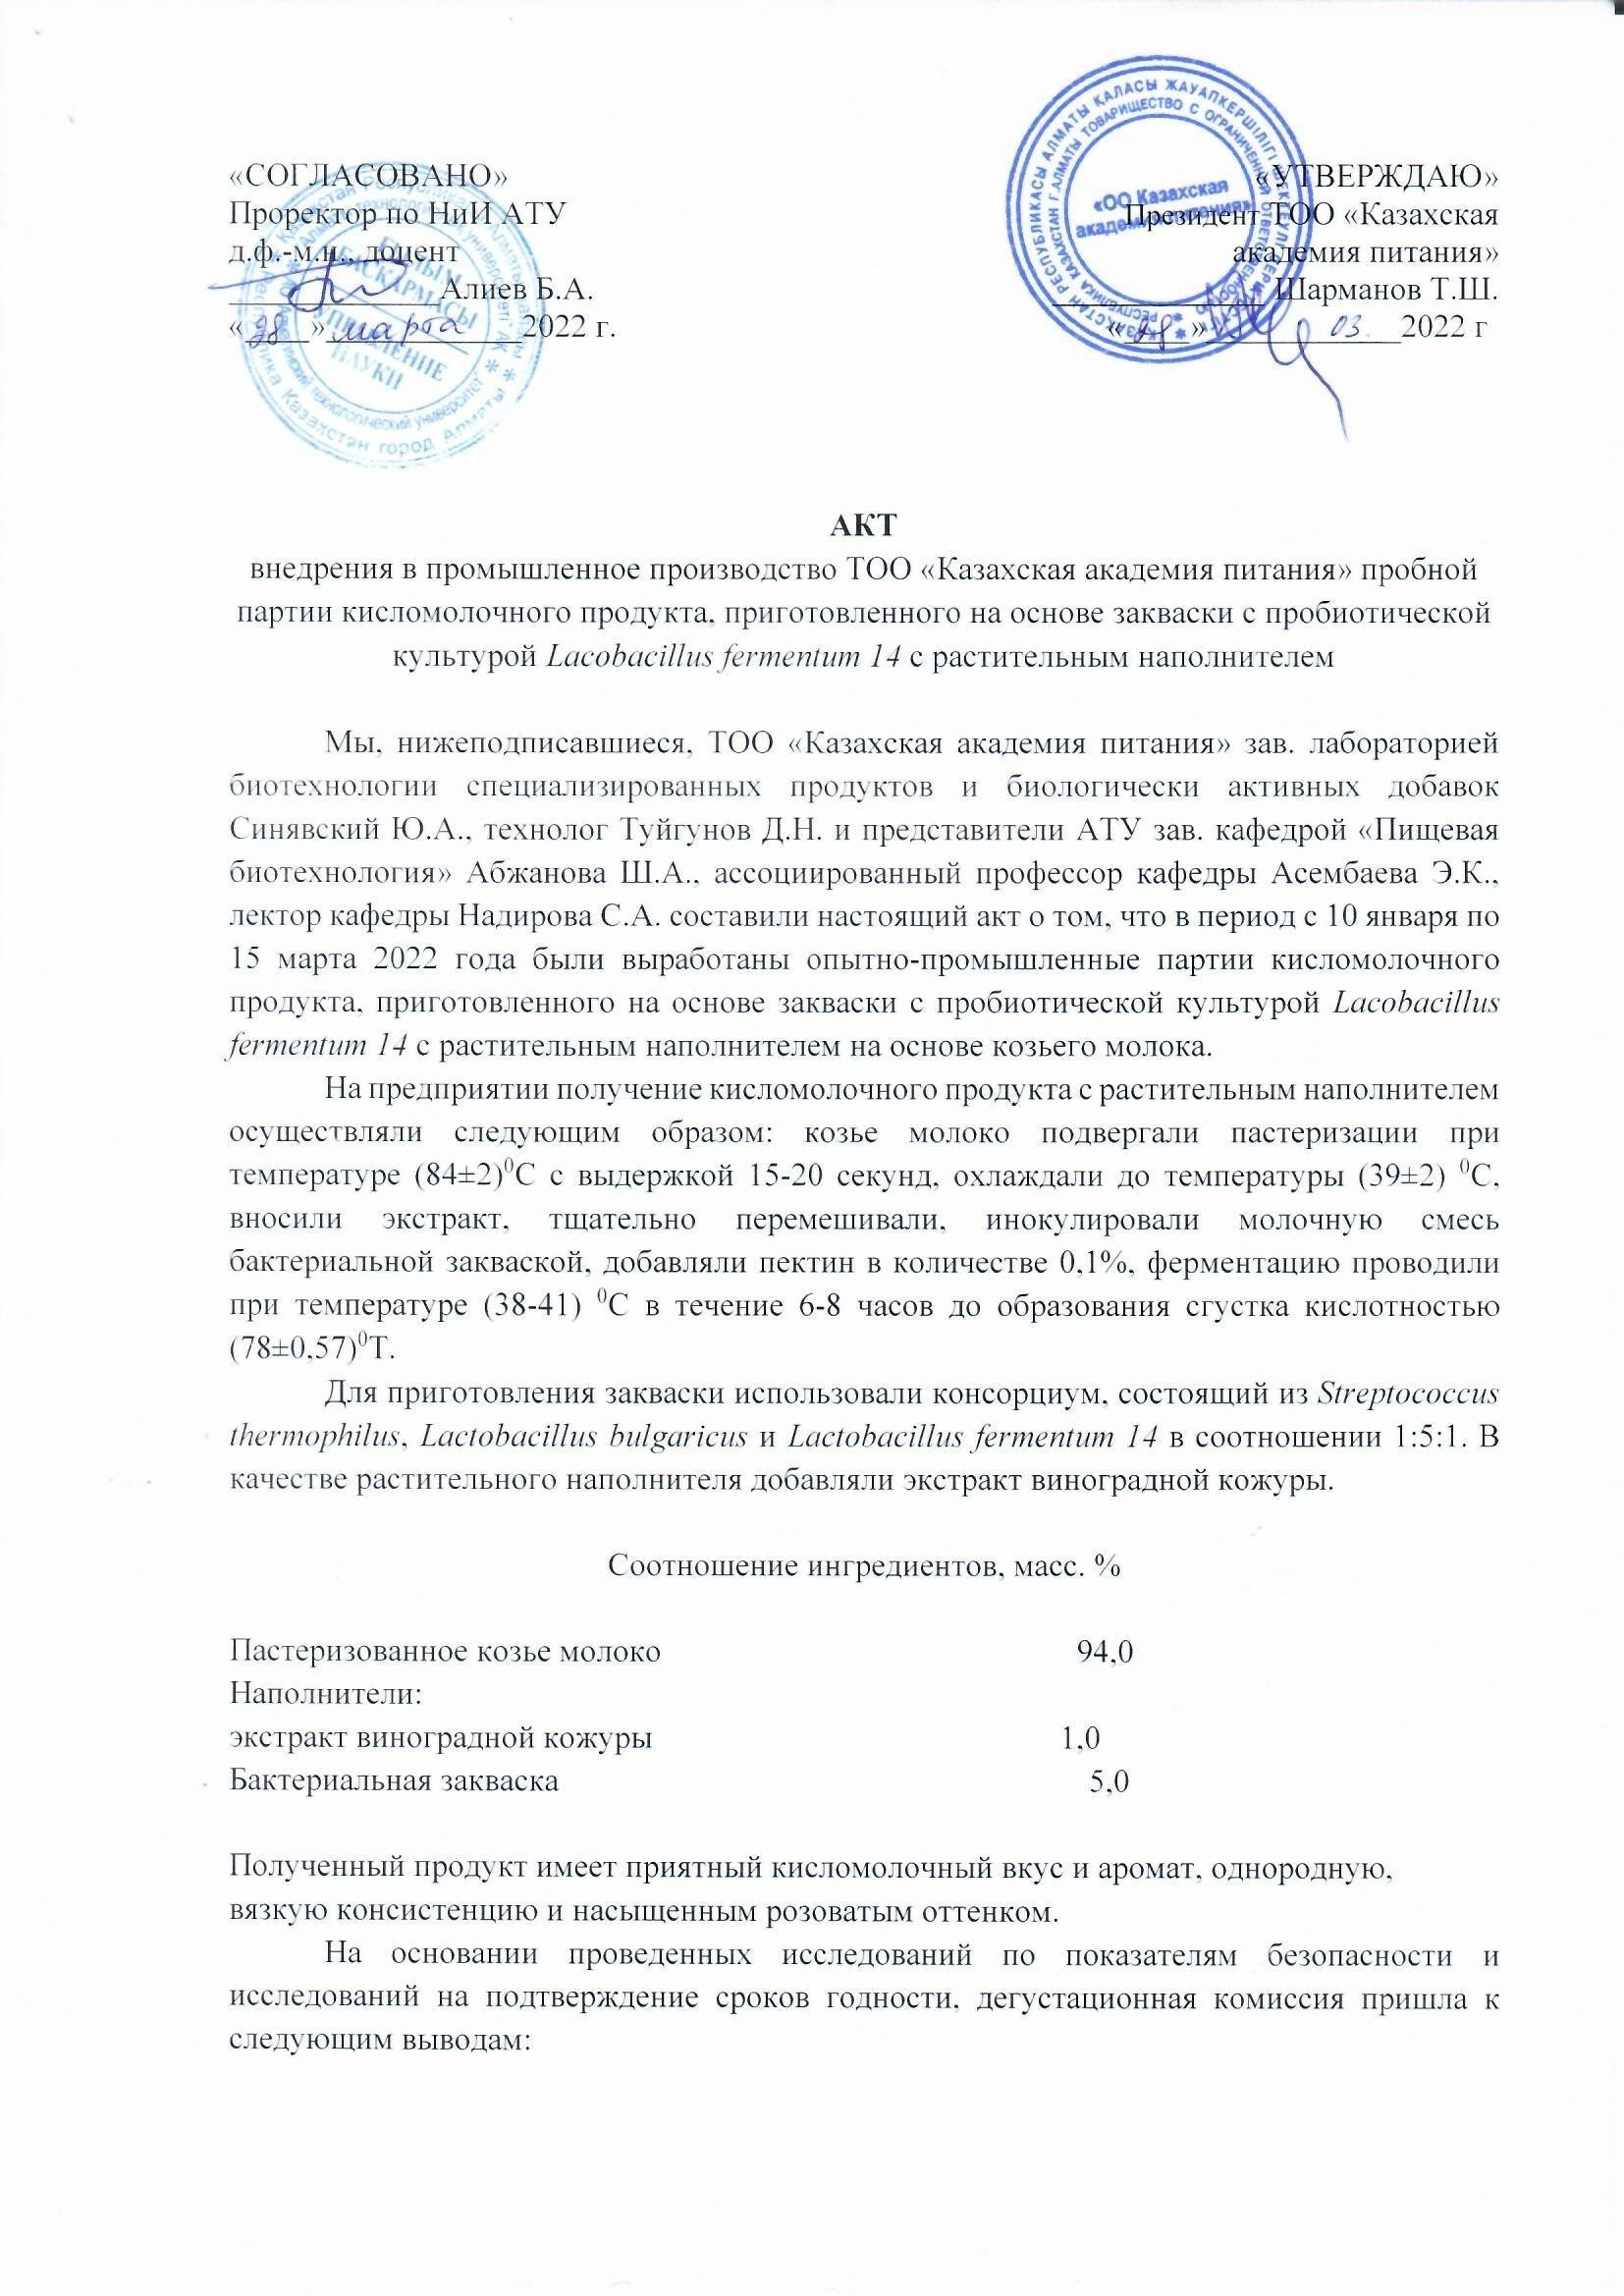 «СОГЛАСОВАНО»
Проректор по НиИ АТУ
д.ф.-м.н., доцент
Алиев Б.А.
«28» марта 2022 г.
«УТВЕРЖДАЮ»
Президент ТОО «Казахская
академия питания»
Шарманов Т.Ш.
«28» 03. 2022 г
«ОО Казахская
академия питания»
ҒЫЛЫМ
БАСҚАРМАСЫ
УПРАВЛЕНИЕ
НАУКИ
АКТ
внедрения в промышленное производство ТОО «Казахская академия питания» пробной
партии кисломолочного продукта, приготовленного на основе закваски с пробиотической
культурой Lacobacillus fermentum 14 с растительным наполнителем
Мы, нижеподписавшиеся, ТОО «Казахская академия питания» зав. лабораторией
биотехнологии специализированных продуктов и биологически активных добавок
Синявский Ю.А., технолог Туйгунов Д.Н. и представители АТУ зав. кафедрой «Пищевая
биотехнология» Абжанова Ш.А., ассоциированный профессор кафедры Асембаева Э.К.,
лектор кафедры Надирова С.А. составили настоящий акт о том, что в период с 10 января по
15 марта 2022 года были выработаны опытно-промышленные партии кисломолочного
продукта, приготовленного на основе закваски с пробиотической культурой Lacobacillus
fermentum 14 с растительным наполнителем на основе козьего молока.
На предприятии получение кисломолочного продукта с растительным наполнителем
осуществляли следующим образом: козье молоко подвергали пастеризации при
температуре (84±2)⁰С с выдержкой 15-20 секунд, охлаждали до температуры (39±2) ⁰С,
вносили экстракт, тщательно перемешивали, инокулировали молочную смесь
бактериальной закваской, добавляли пектин в количестве 0,1%, ферментацию проводили
при температуре (38-41) ⁰С в течение 6-8 часов до образования сгустка кислотностью
(78±0,57)⁰Т.
Для приготовления закваски использовали консорциум, состоящий из Streptococcus
thermophilus, Lactobacillus bulgaricus и Lactobacillus fermentum 14 в соотношении 1:5:1. В
качестве растительного наполнителя добавляли экстракт виноградной кожуры.
Соотношение ингредиентов, масс. %
Пастеризованное козье молоко 94,0
Наполнители:
экстракт виноградной кожуры 1,0
Бактериальная закваска 5,0
Полученный продукт имеет приятный кисломолочный вкус и аромат, однородную,
вязкую консистенцию и насыщенным розоватым оттенком.
На основании проведенных исследований по показателям безопасности и
исследований на подтверждение сроков годности, дегустационная комиссия пришла к
следующим выводам: